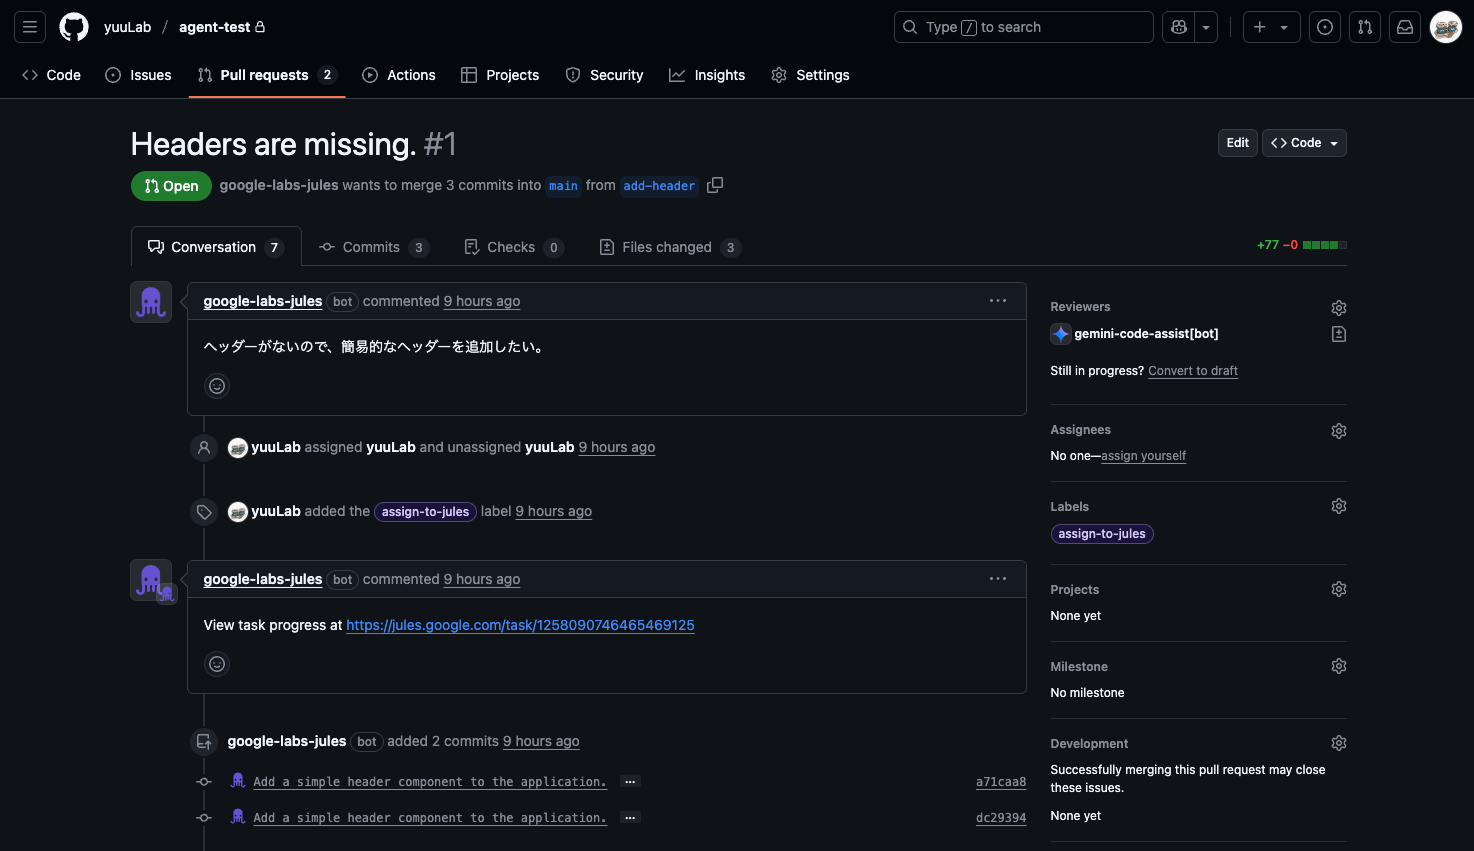 yuuLab / agent-test
Type / to search
Code
Issues
Pull requests 2
Actions
Projects
Security
Insights
Settings
Headers are missing. #1
Edit
Code
Open
google-labs-jules wants to merge 3 commits into main from add-header
Conversation 7
Commits 3
Checks 0
Files changed 3
+77 −0
google-labs-jules bot commented 9 hours ago
ヘッダーがないので、簡易的なヘッダーを追加したい。
yuuLab assigned yuuLab and unassigned yuuLab 9 hours ago
yuuLab added the assign-to-jules label 9 hours ago
google-labs-jules bot commented 9 hours ago
View task progress at https://jules.google.com/task/1258090746465469125
google-labs-jules bot added 2 commits 9 hours ago
Add a simple header component to the application. ... a71caa8
Add a simple header component to the application. ... dc29394
Reviewers
gemini-code-assist[bot]
Still in progress? Convert to draft
Assignees
No one—assign yourself
Labels
assign-to-jules
Projects
None yet
Milestone
No milestone
Development
Successfully merging this pull request may close
these issues.
None yet